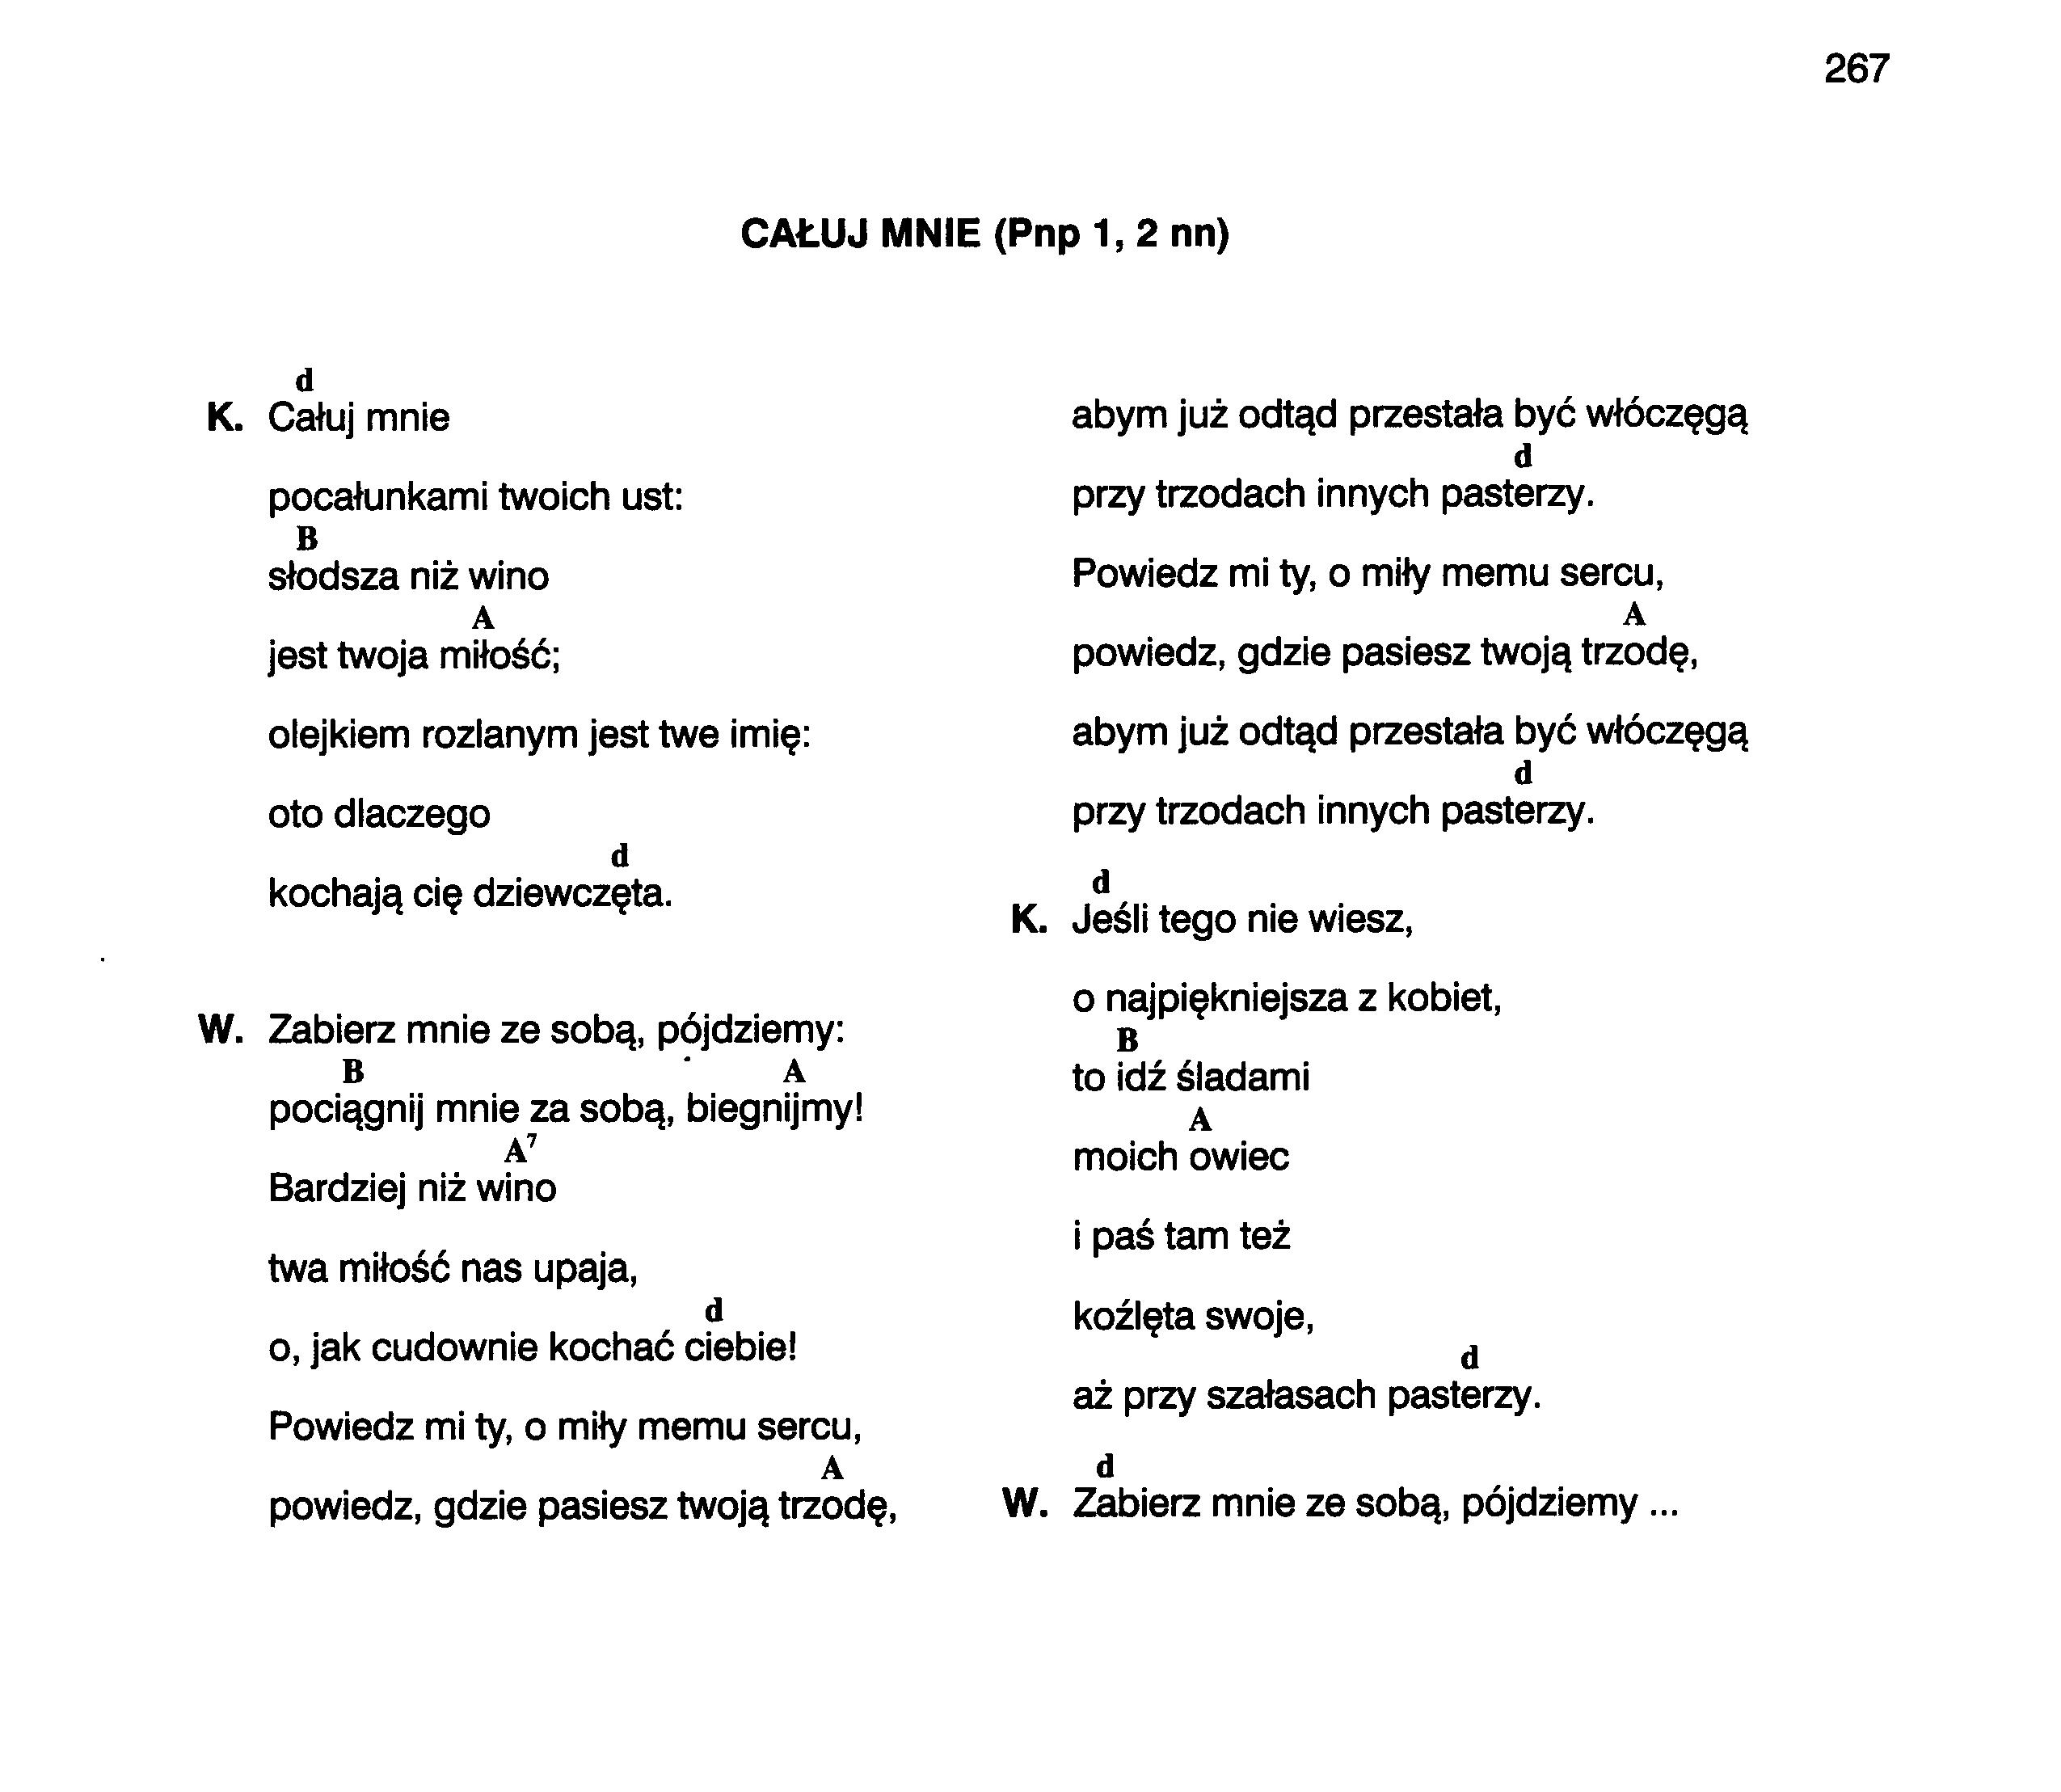 267
CAŁUJ MNIE (Pnp 1, 2 nn)
d
K. Całuj mnie
pocałunkami twoich ust:
B
słodsza niż wino
A
jest twoja miłość;
olejkiem rozlanym jest twe imię:
oto dlaczego
d
kochają cię dziewczęta.
W. Zabierz mnie ze sobą, pójdziemy:
B A
pociągnij mnie za sobą, biegnijmy!
A7
Bardziej niż wino
twa miłość nas upaja,
d
o, jak cudownie kochać ciebie!
Powiedz mi ty, o miły memu sercu,
A
powiedz, gdzie pasiesz twoją trzodę,
abym już odtąd przestała być włóczęgą
d
przy trzodach innych pasterzy.
Powiedz mi ty, o miły memu sercu,
A
powiedz, gdzie pasiesz twoją trzodę,
abym już odtąd przestała być włóczęgą
d
przy trzodach innych pasterzy.
d
K. Jeśli tego nie wiesz,
o najpiękniejsza z kobiet,
B
to idź śladami
A
moich owiec
i paś tam też
koźlęta swoje,
d
aż przy szałasach pasterzy.
d
W. Zabierz mnie ze sobą, pójdziemy ...